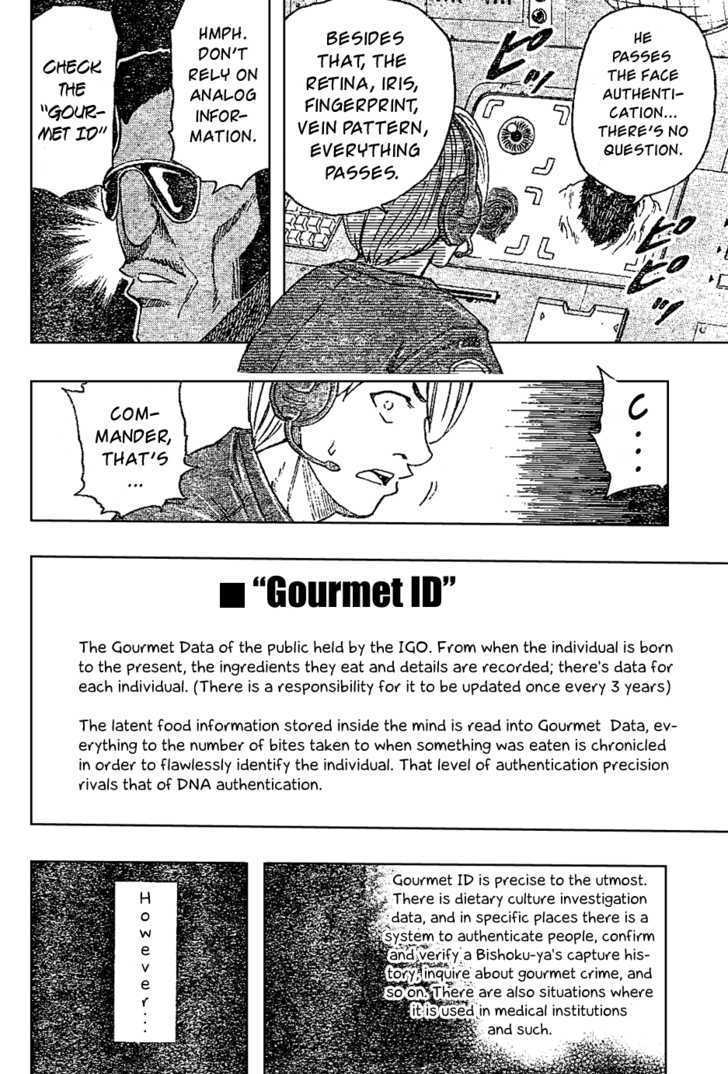 HE
PASSES
THE FACE
AUTHENTI-
CATION...
THERE'S NO
QUESTION.
ピピッ
BESIDES
THAT, THE
RETINA, IRIS,
FINGERPRINT,
VEIN PATTERN,
EVERYTHING
PASSES.
ピピッ
HMPH.
DON'T
RELY ON
ANALOG
INFOR-
MATION.
CHECK
THE
"GOUR-
MET ID"
C...
COM-
MANDER,
THAT'S
...
■ “Gourmet ID”
The Gourmet Data of the public held by the IGO. From when the individual is born
to the present, the ingredients they eat and details are recorded; there's data for
each individual. (There is a responsibility for it to be updated once every 3 years)
The latent food information stored inside the mind is read into Gourmet Data, ev-
erything to the number of bites taken to when something was eaten is chronicled
in order to flawlessly identify the individual. That level of authentication precision
rivals that of DNA authentication.
Gourmet ID is precise to the utmost.
There is dietary culture investigation
data, and in specific places there is a
system to authenticate people, confirm
and verify a Bishoku-ya's capture his-
tory, inquire about gourmet crime, and
so on. There are also situations where
it is used in medical institutions
and such.
However...